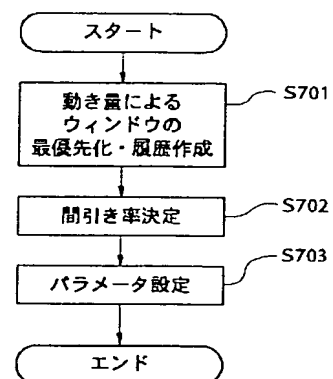 スタート
動き量による
ウィンドウの
最優先化・履歴作成
S701
間引き率決定
S702
パラメータ設定
S703
エンド